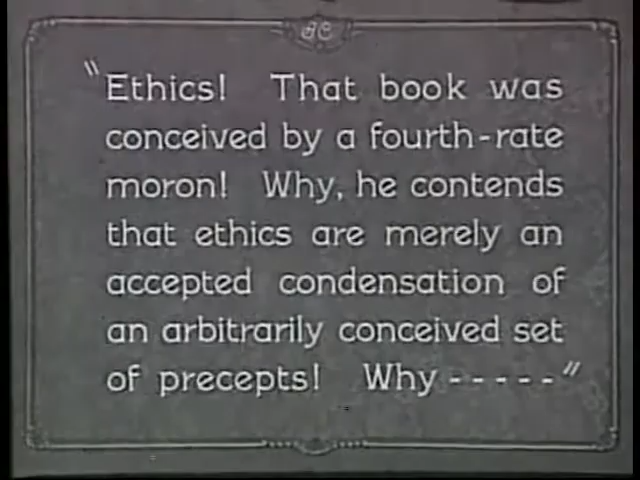 "Ethics! That book was
conceived by a fourth-rate
moron! Why, he contends
that ethics are merely an
accepted condensation of
an arbitrarily conceived set
of precepts! Why -----"